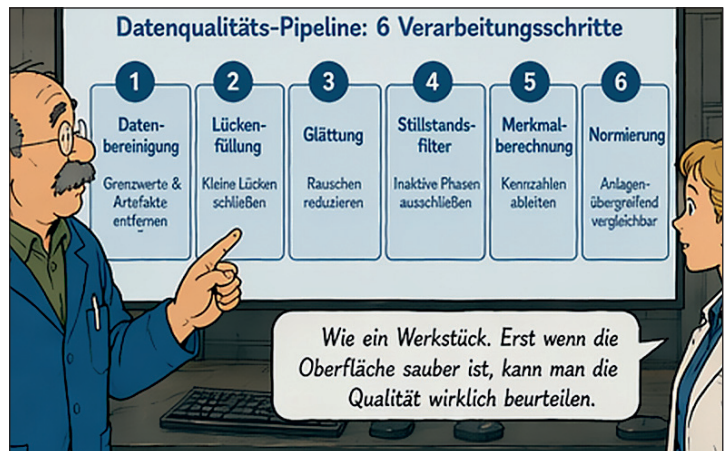 Datenqualitäts-Pipeline: 6 Verarbeitungsschritte
1
Daten-
bereinigung
Grenzwerte &
Artefakte
entfernen
2
Lücken-
füllung
Kleine Lücken
schließen
3
Glättung
Rauschen
reduzieren
4
Stillstands-
filter
Inaktive Phasen
ausschließen
5
Merkmal-
berechnung
Kennzahlen
ableiten
6
Normierung
Anlagen-
übergreifend
vergleichbar
Wie ein Werkstück. Erst wenn die
Oberfläche sauber ist, kann man die
Qualität wirklich beurteilen.